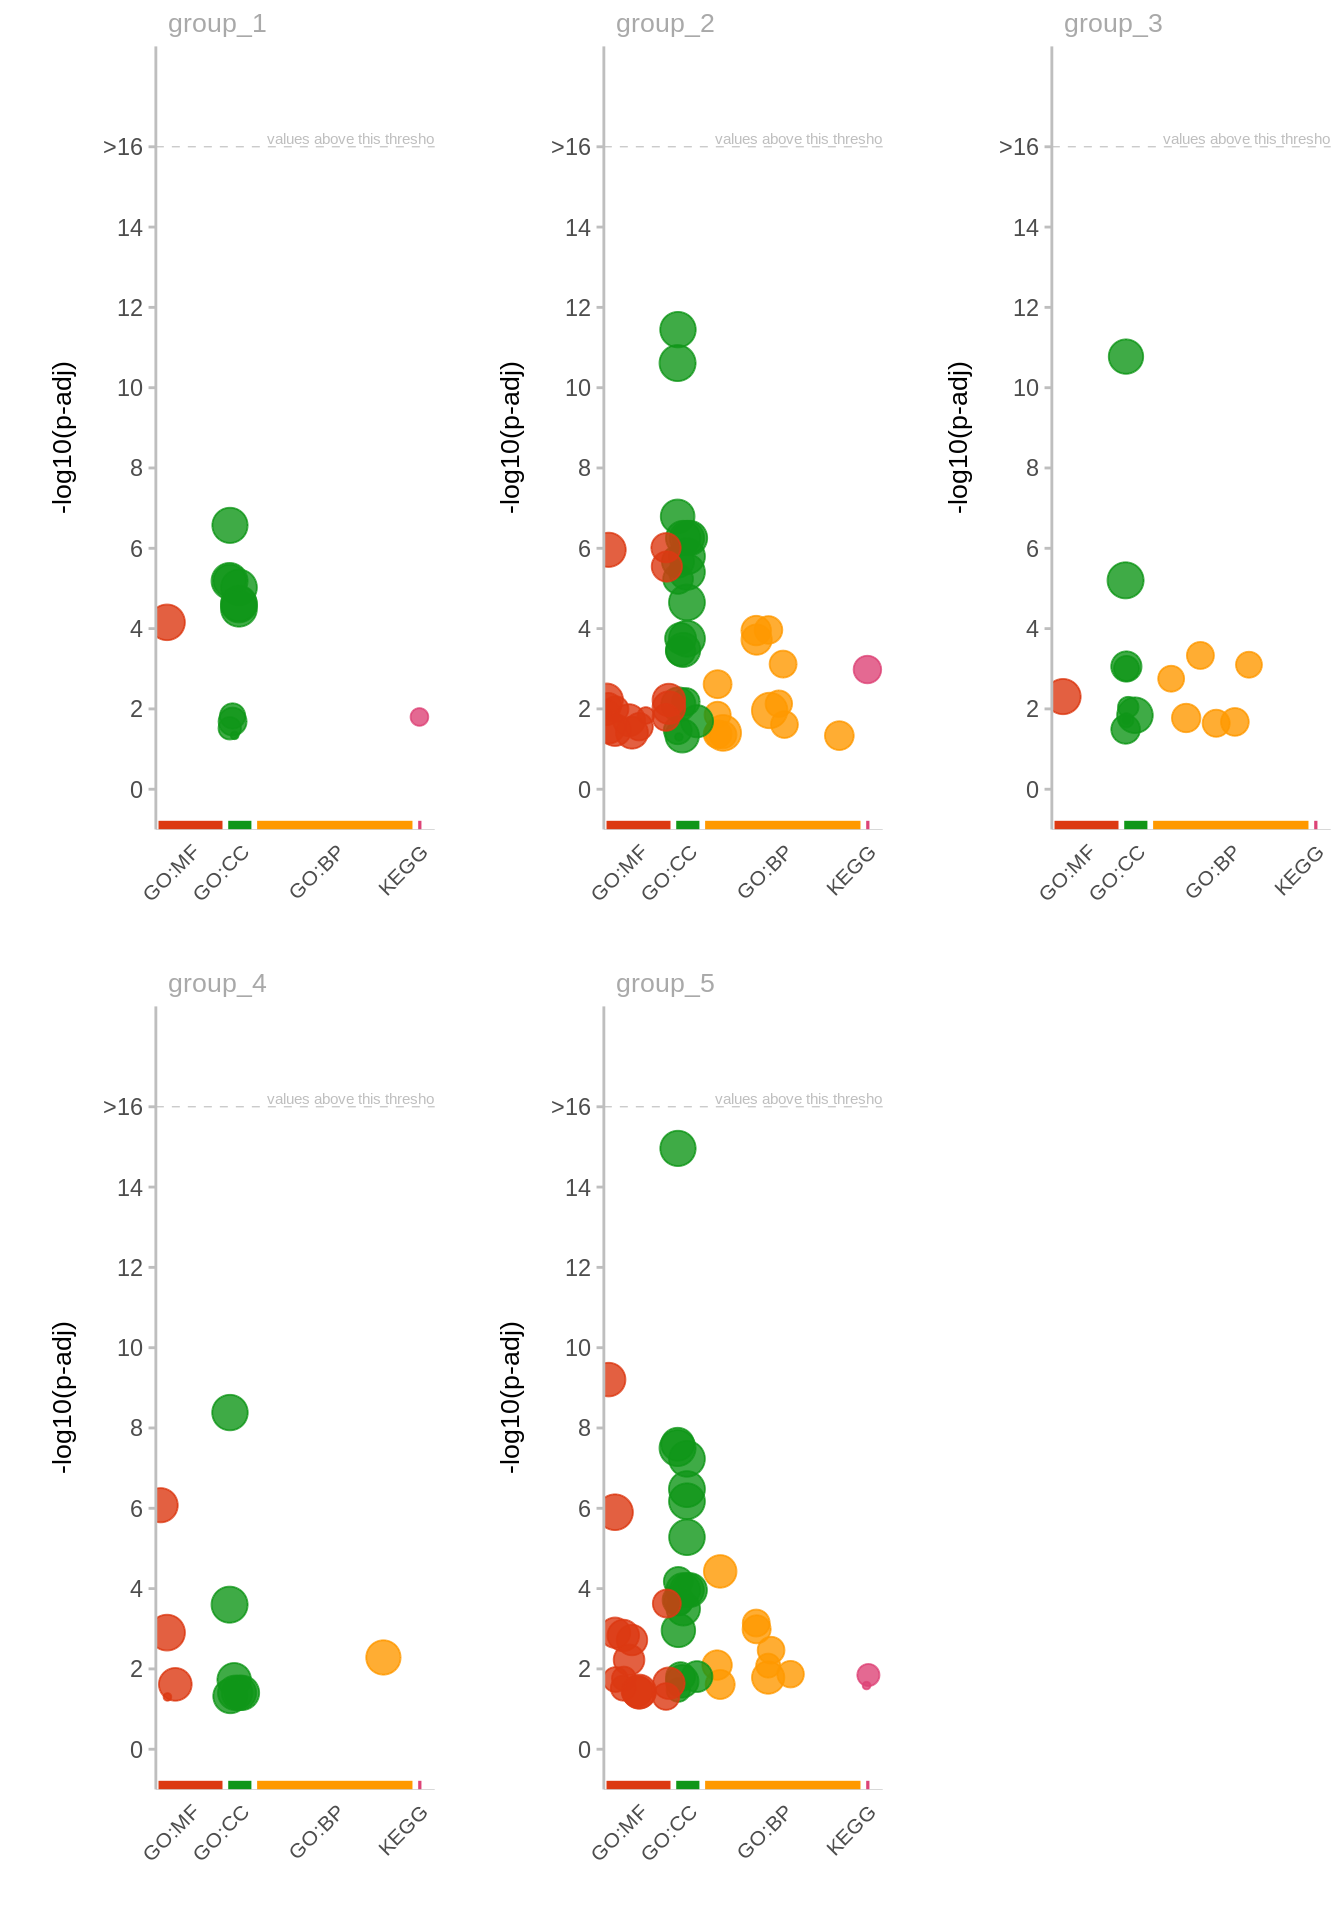 group_1
group_2
group_3
values above this thresho
values above this thresho
values above this thresho
>16
14
12
10
8
6
4
2
0
-log10(p-adj)
GO:MF
GO:CC
GO:BP
KEGG
>16
14
12
10
8
6
4
2
0
-log10(p-adj)
GO:MF
GO:CC
GO:BP
KEGG
>16
14
12
10
8
6
4
2
0
-log10(p-adj)
GO:MF
GO:CC
GO:BP
KEGG
group_4
group_5
values above this thresho
values above this thresho
>16
14
12
10
8
6
4
2
0
-log10(p-adj)
GO:MF
GO:CC
GO:BP
KEGG
>16
14
12
10
8
6
4
2
0
-log10(p-adj)
GO:MF
GO:CC
GO:BP
KEGG